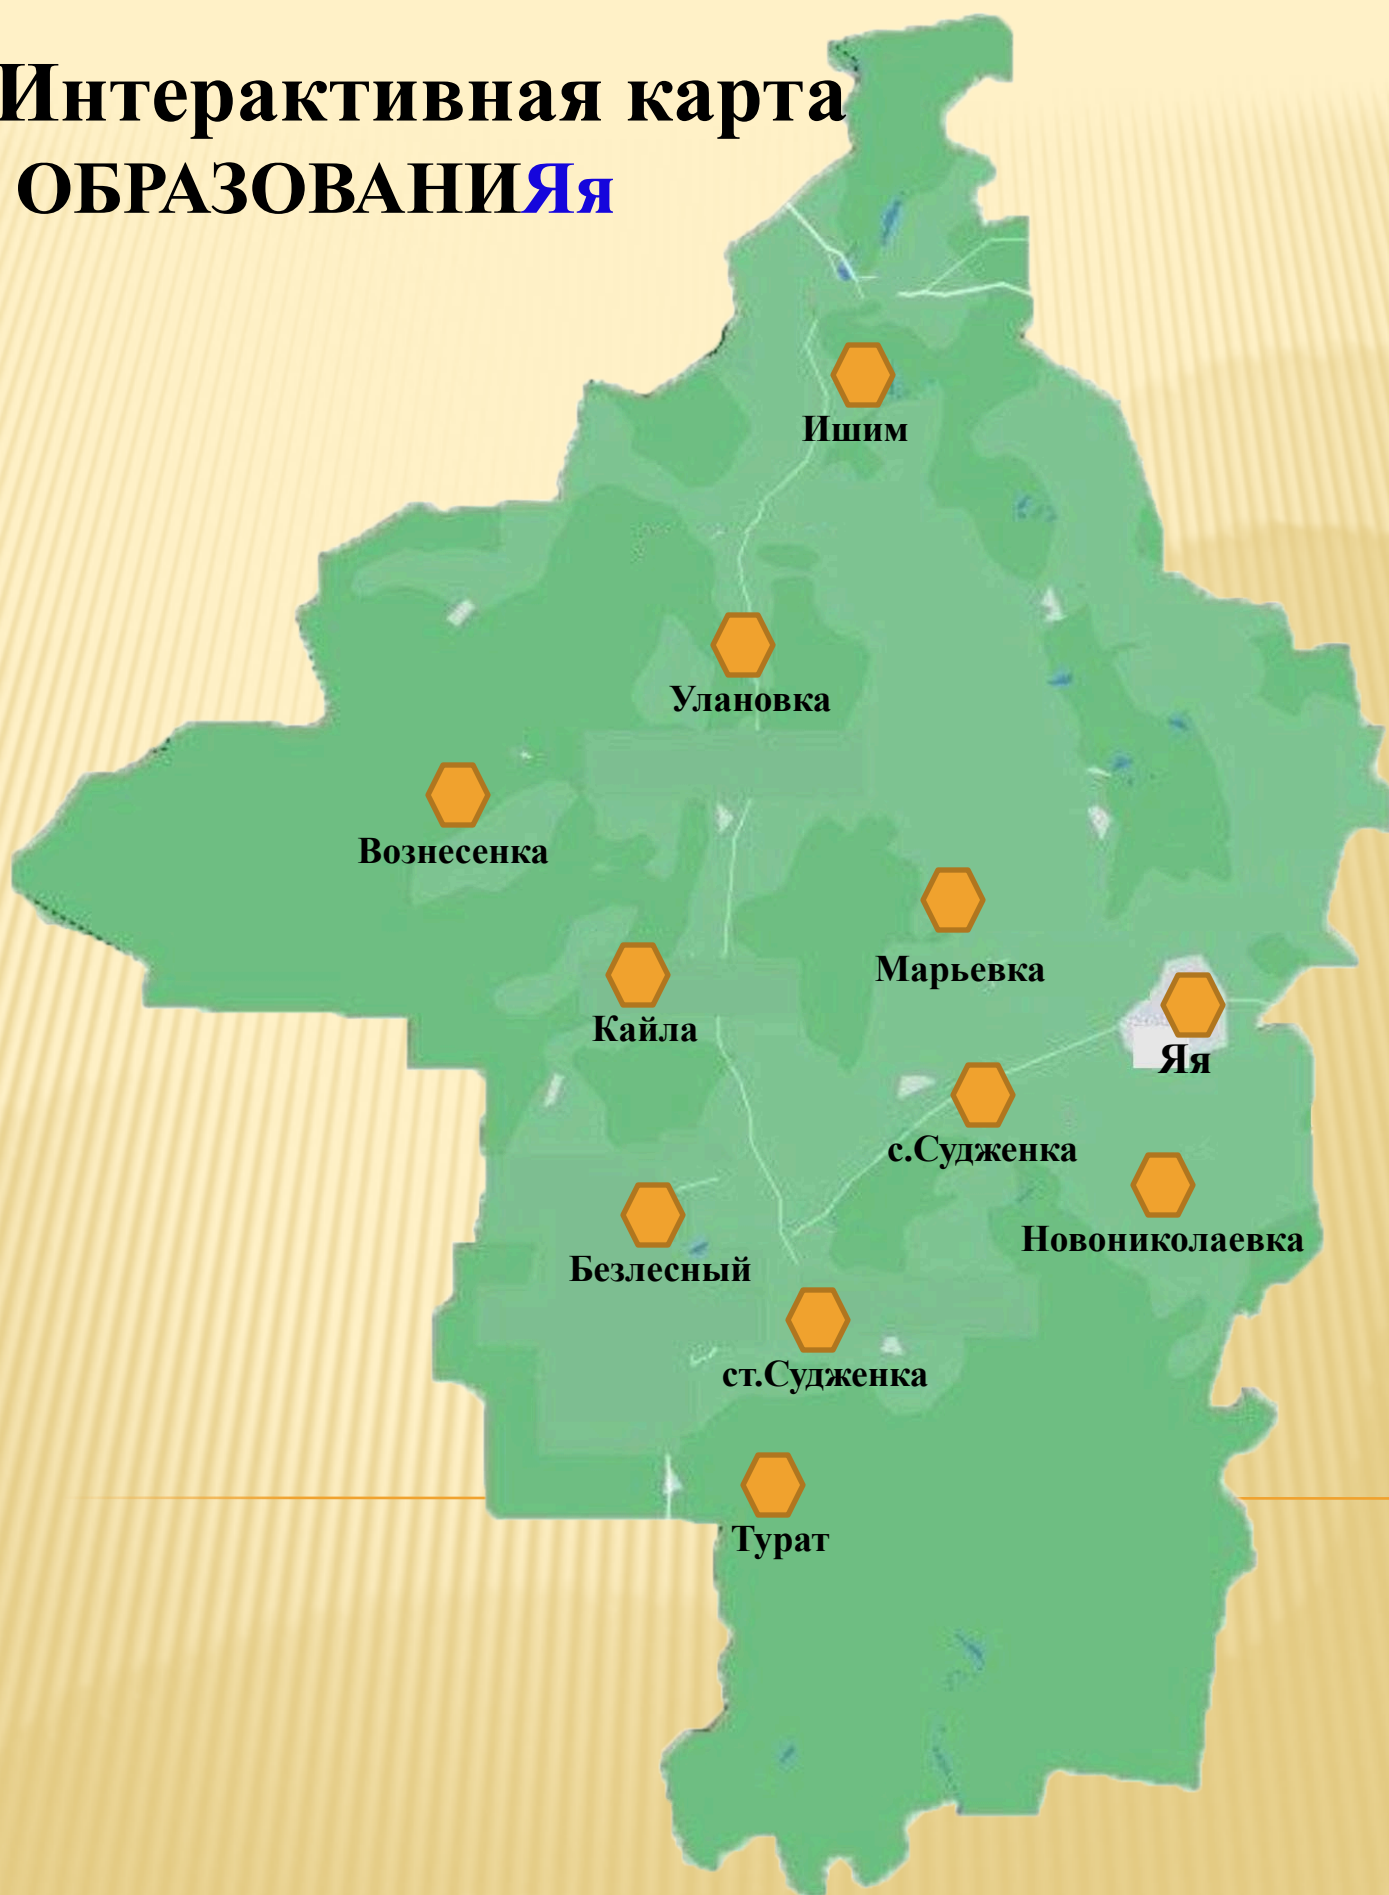 Интерактивная карта
ОБРАЗОВАНИЯя
Ишим
Улановка
Вознесенка
Марьевка
Кайла
Яя
с.Судженка
Новониколаевка
Безлесный
ст.Судженка
Турат